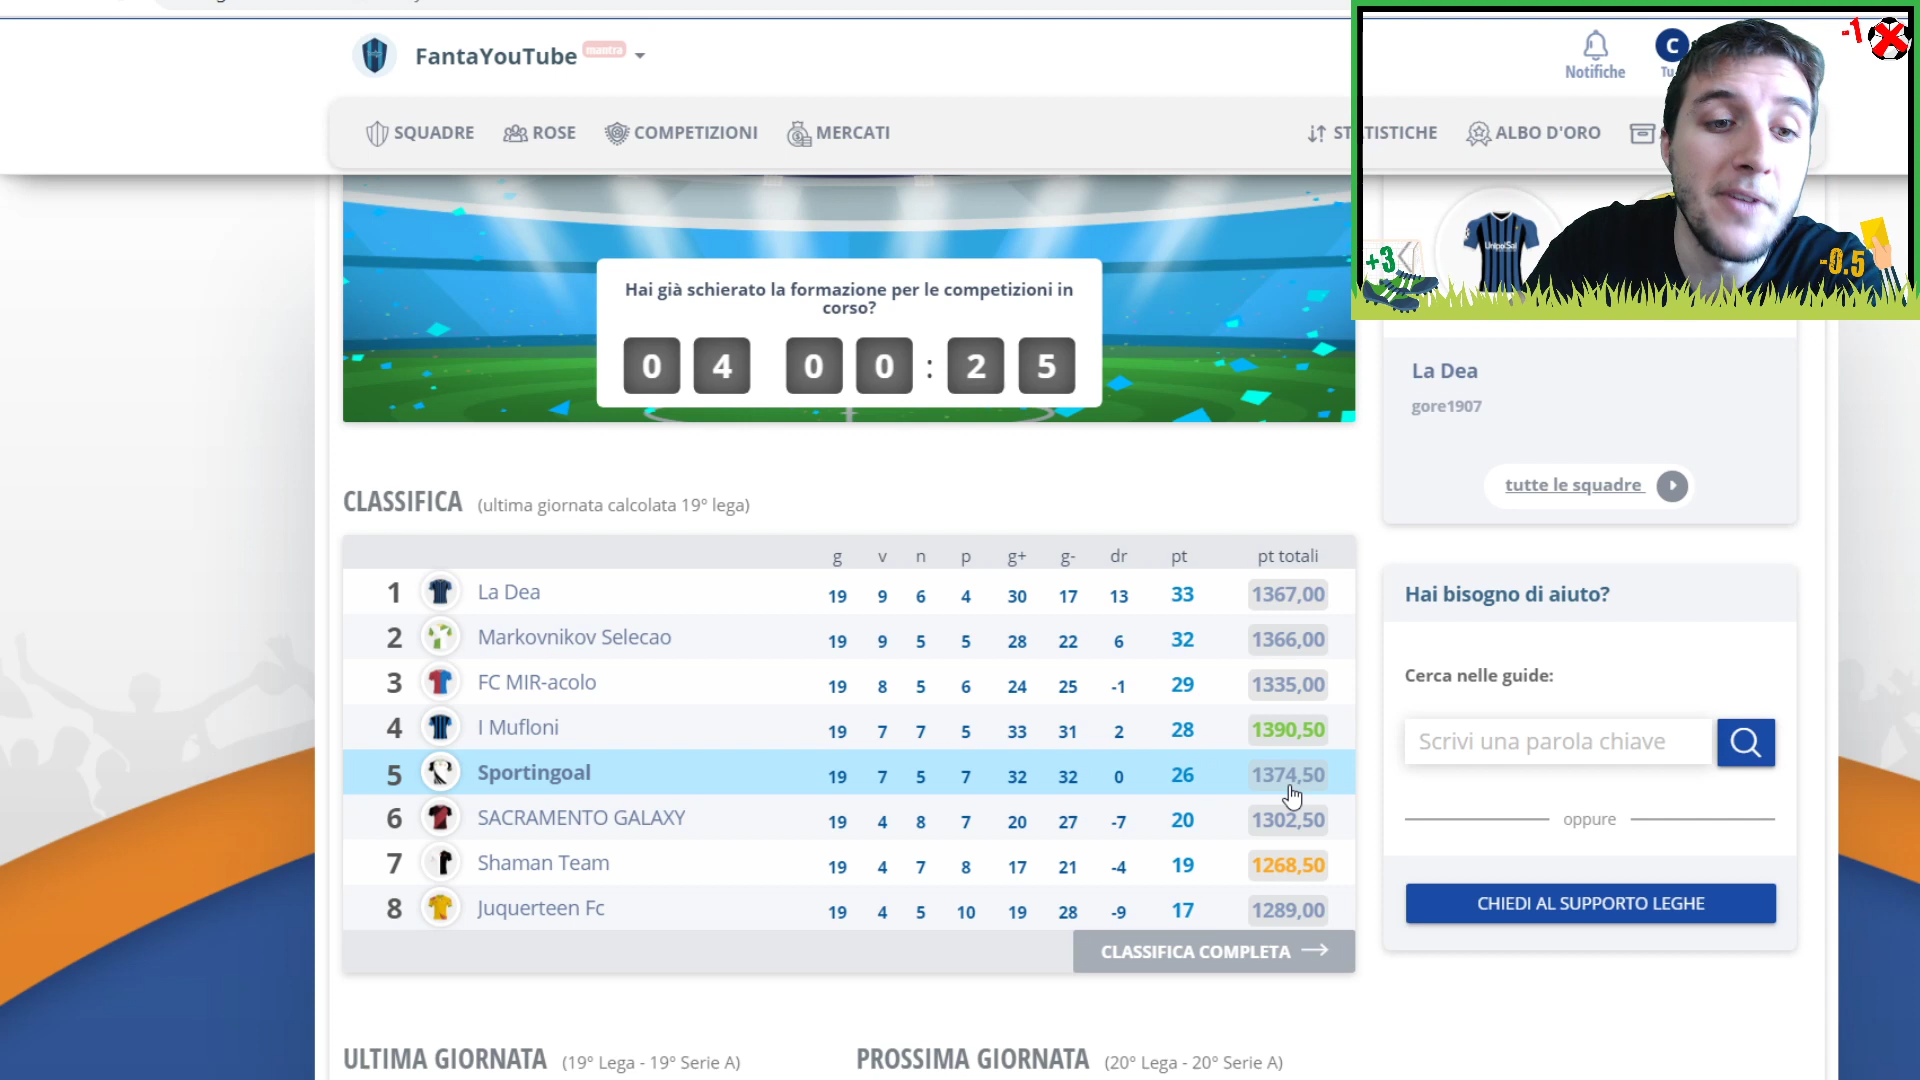 FantaYouTube mantra
Notifiche
C
Tu
-1
SQUADRE ROSE COMPETIZIONI MERCATI
STATISTICHE ALBO D'ORO
UnipolSai
+3
-0.5
Hai già schierato la formazione per le competizioni in
corso?
0 4 0 0 : 2 5
La Dea
gore1907
tutte le squadre
CLASSIFICA (ultima giornata calcolata 19° lega)
g v n p g+ g- dr pt pt totali
1 La Dea 19 9 6 4 30 17 13 33 1367,00
2 Markovnikov Selecao 19 9 5 5 28 22 6 32 1366,00
3 FC MIR-acolo 19 8 5 6 24 25 -1 29 1335,00
4 I Mufloni 19 7 7 5 33 31 2 28 1390,50
5 Sportingoal 19 7 5 7 32 32 0 26 1374,50
6 SACRAMENTO GALAXY 19 4 8 7 20 27 -7 20 1302,50
7 Shaman Team 19 4 7 8 17 21 -4 19 1268,50
8 Juquerteen Fc 19 4 5 10 19 28 -9 17 1289,00
CLASSIFICA COMPLETA
Hai bisogno di aiuto?
Cerca nelle guide:
Scrivi una parola chiave
oppure
CHIEDI AL SUPPORTO LEGHE
ULTIMA GIORNATA (19° Lega - 19° Serie A)
PROSSIMA GIORNATA (20° Lega - 20° Serie A)